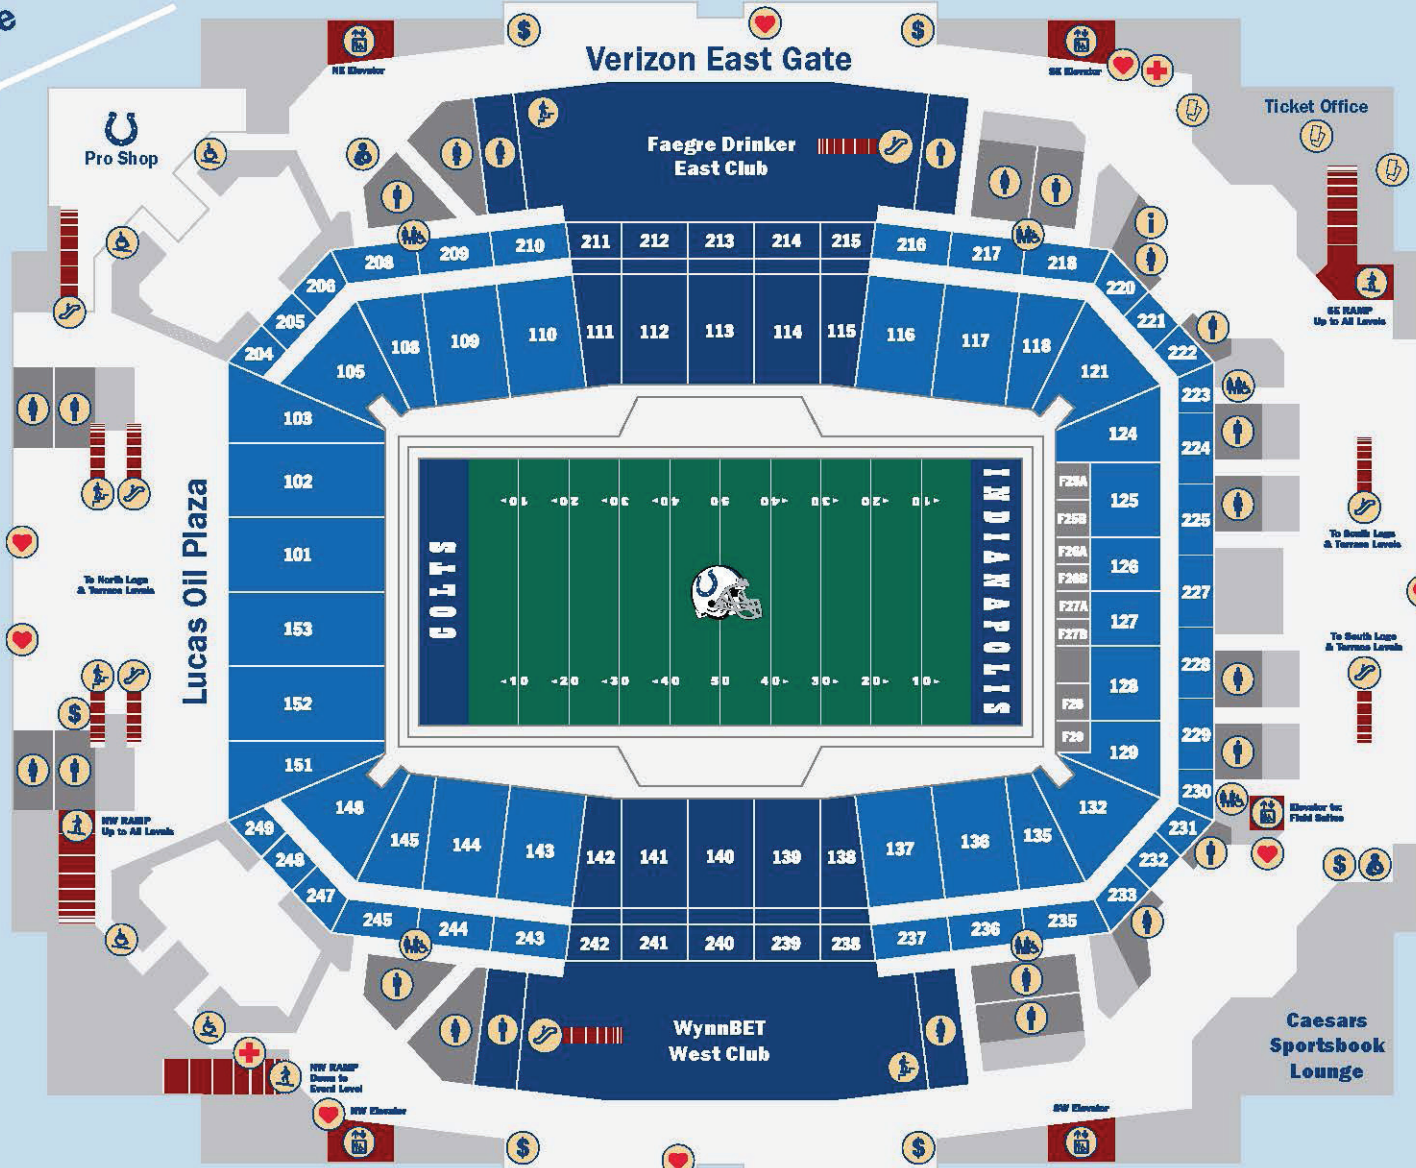 e
Verizon East Gate
NE Elevator
SE Elevator
Ticket Office
Pro Shop
Faegre Drinker
East Club
SE RAMP
Up to All Levels
208 209 210 211 212 213 214 215 216 217 218
206 220
205 221
204 222
105 108 109 110 111 112 113 114 115 116 117 118 121
223
103 124 224
102 F25A 125
F25B 225
101 F26A 126
F26B 227
153 F27A 127
F27B
152 128 228
F28
151 F29 129 229
230
Lucas Oil Plaza
To North Loge
& Terrace Levels
To South Loge
& Terrace Levels
To South Loge
& Terrace Levels
10 20 30 40 50 40 30 20 10
COLTS
INDIANAPOLIS
10 20 30 40 50 40 30 20 10
NW RAMP
Up to All Levels
Elevator to:
Field Suites
148 145 144 143 142 141 140 139 138 137 136 135 132
249 231
248 232
247 233
245 244 243 242 241 240 239 238 237 236 235
WynnBET
West Club
Caesars
Sportsbook
Lounge
NW RAMP
Down to
Event Level
NW Elevator
SW Elevator